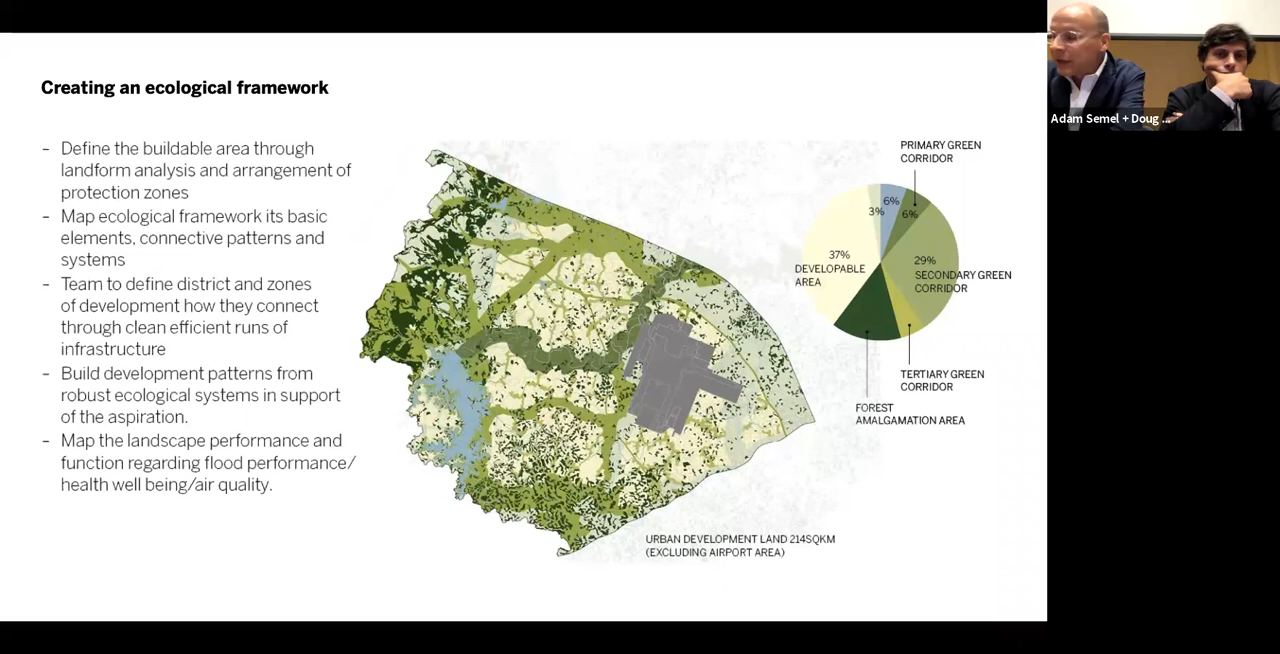 Creating an ecological framework
- Define the buildable area through
landform analysis and arrangement of
protection zones
- Map ecological framework its basic
elements, connective patterns and
systems
- Team to define district and zones
of development how they connect
through clean efficient runs of
infrastructure
- Build development patterns from
robust ecological systems in support
of the aspiration.
- Map the landscape performance and
function regarding flood performance/
health well being/air quality.
PRIMARY GREEN
CORRIDOR
6%
3%
6%
37%
DEVELOPABLE
AREA
29%
SECONDARY GREEN
CORRIDOR
TERTIARY GREEN
CORRIDOR
FOREST
AMALGAMATION AREA
URBAN DEVELOPMENT LAND 214SQKM
(EXCLUDING AIRPORT AREA)
Adam Semel + Doug ...